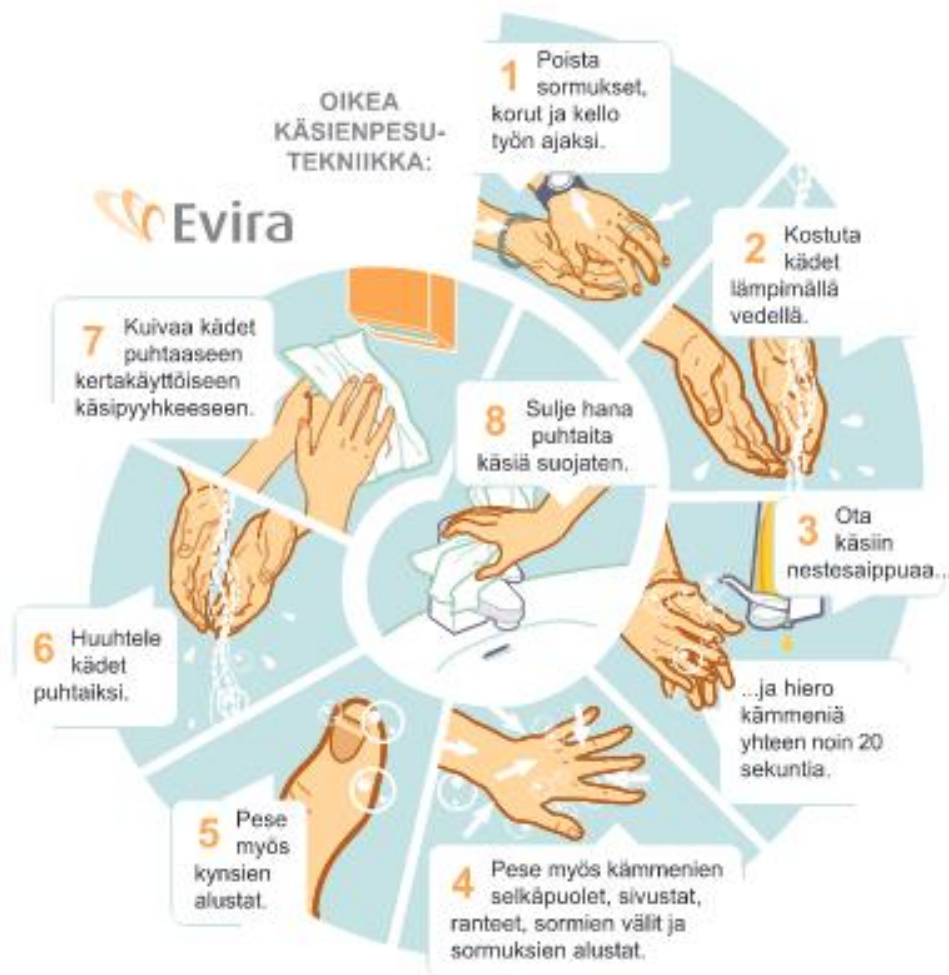 OIKEA
KÄSIENPESU-
TEKNIIKKA:
Evira
1 Poista
sormukset,
korut ja kello
työn ajaksi.
2 Kostuta
kädet
lämpimällä
vedellä.
3 Ota
käsiin
nestesaippuaa...
...ja hiero
kämmeniä
yhteen noin 20
sekuntia.
4 Pese myös kämmenien
selkäpuolet, sivustat,
ranteet, sormien välit ja
sormuksien alustat.
5 Pese
myös
kynsien
alustat.
6 Huuhtele
kädet
puhtaiksi.
7 Kuivaa kädet
puhtaaseen
kertakäyttöiseen
käsipyyhkeeseen.
8 Sulje hana
puhtaita
käsiä suojaten.